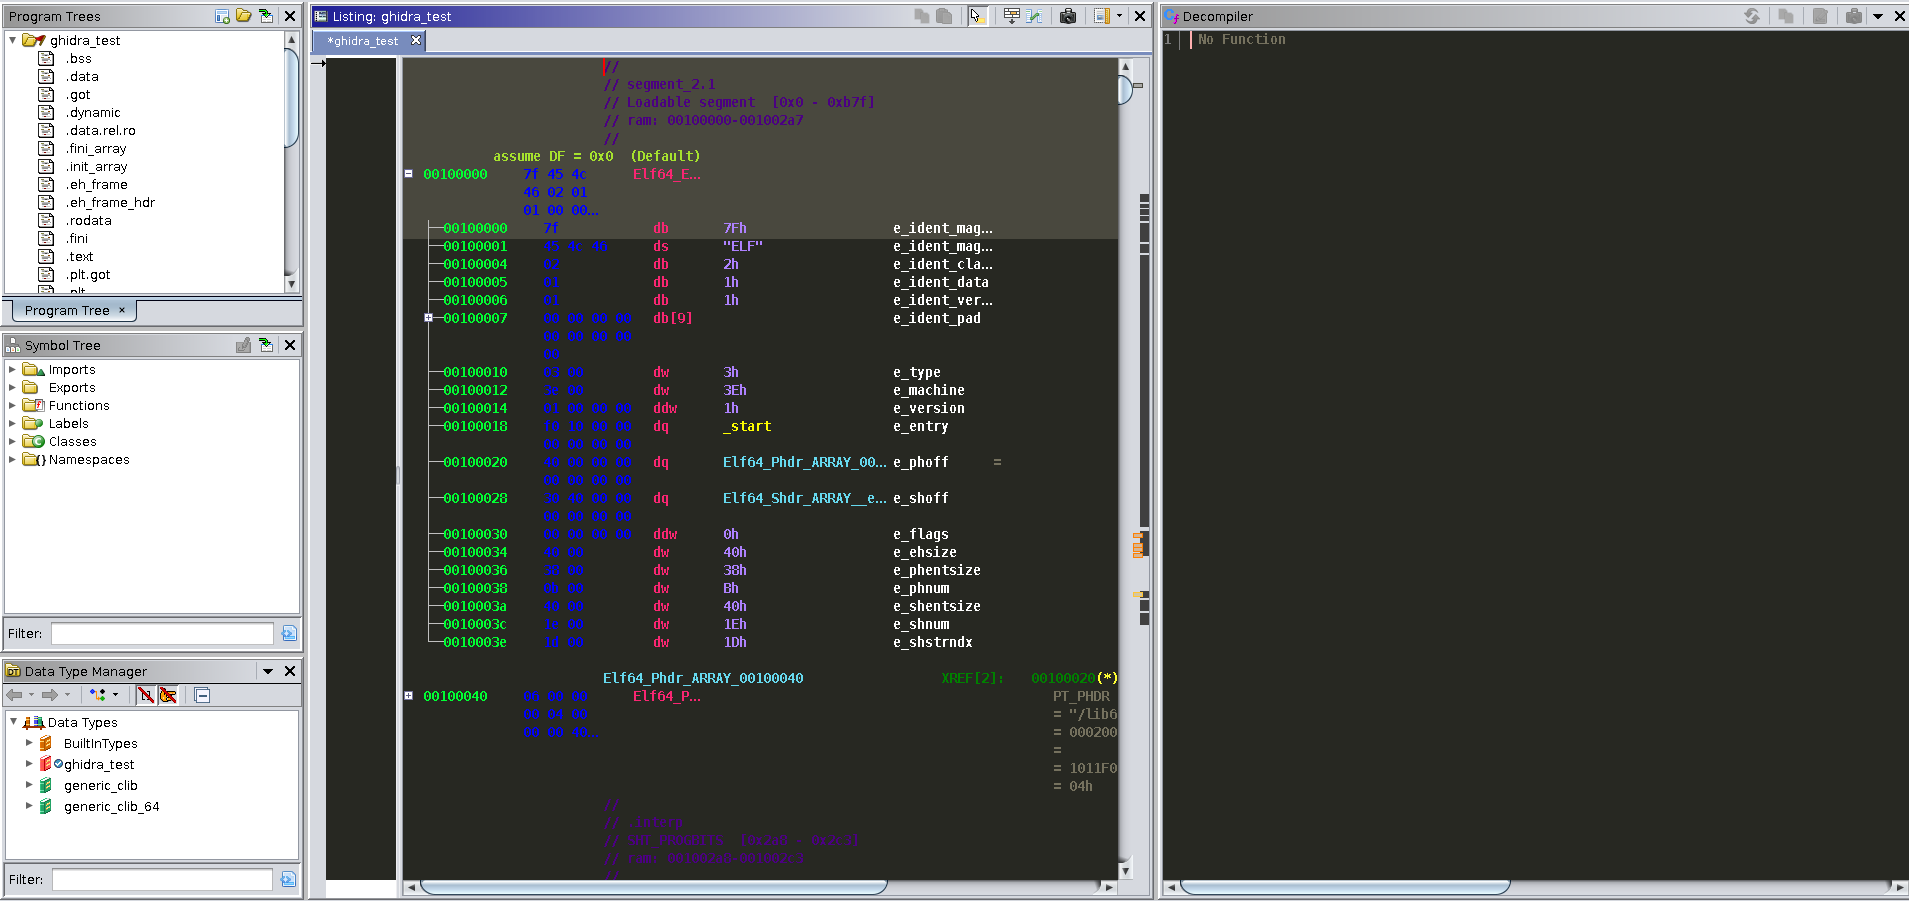 Program Trees
ghidra_test
.bss
.data
.got
.dynamic
.data.rel.ro
.fini_array
.init_array
.eh_frame
.eh_frame_hdr
.rodata
.fini
.text
.plt.got
.plt
Program Tree ×
Symbol Tree
Imports
Exports
Functions
Labels
Classes
Namespaces
Filter:
Data Type Manager
Data Types
BuiltInTypes
ghidra_test
generic_clib
generic_clib_64
Filter:
Listing: ghidra_test
*ghidra_test
//
// segment_2.1
// Loadable segment [0x0 - 0xb7f]
// ram: 00100000-001002a7
//
assume DF = 0x0 (Default)
00100000 7f 45 4c Elf64_E...
46 02 01
01 00 00...
00100000 7f db 7Fh e_ident_mag...
00100001 45 4c 46 ds "ELF" e_ident_mag...
00100004 02 db 2h e_ident_cla...
00100005 01 db 1h e_ident_data
00100006 01 db 1h e_ident_ver...
00100007 00 00 00 00 db[9] e_ident_pad
00 00 00 00
00
00100010 03 00 dw 3h e_type
00100012 3e 00 dw 3Eh e_machine
00100014 01 00 00 00 ddw 1h e_version
00100018 f0 10 00 00 dq _start e_entry
00 00 00 00
00100020 40 00 00 00 dq Elf64_Phdr_ARRAY_00... e_phoff =
00 00 00 00
00100028 30 40 00 00 dq Elf64_Shdr_ARRAY__e... e_shoff
00 00 00 00
00100030 00 00 00 00 ddw 0h e_flags
00100034 40 00 dw 40h e_ehsize
00100036 38 00 dw 38h e_phentsize
00100038 0b 00 dw Bh e_phnum
0010003a 40 00 dw 40h e_shentsize
0010003c 1e 00 dw 1Eh e_shnum
0010003e 1d 00 dw 1Dh e_shstrndx
Elf64_Phdr_ARRAY_00100040 XREF[2]: 00100020(*)
00100040 06 00 00 Elf64_P... PT_PHDR
00 04 00 = "/lib6
00 00 40... = 000200
=
= 1011F0
= 04h
//
// .interp
// SHT_PROGBITS [0x2a8 - 0x2c3]
// ram: 001002a8-001002c3
//
Decompiler
1 No Function